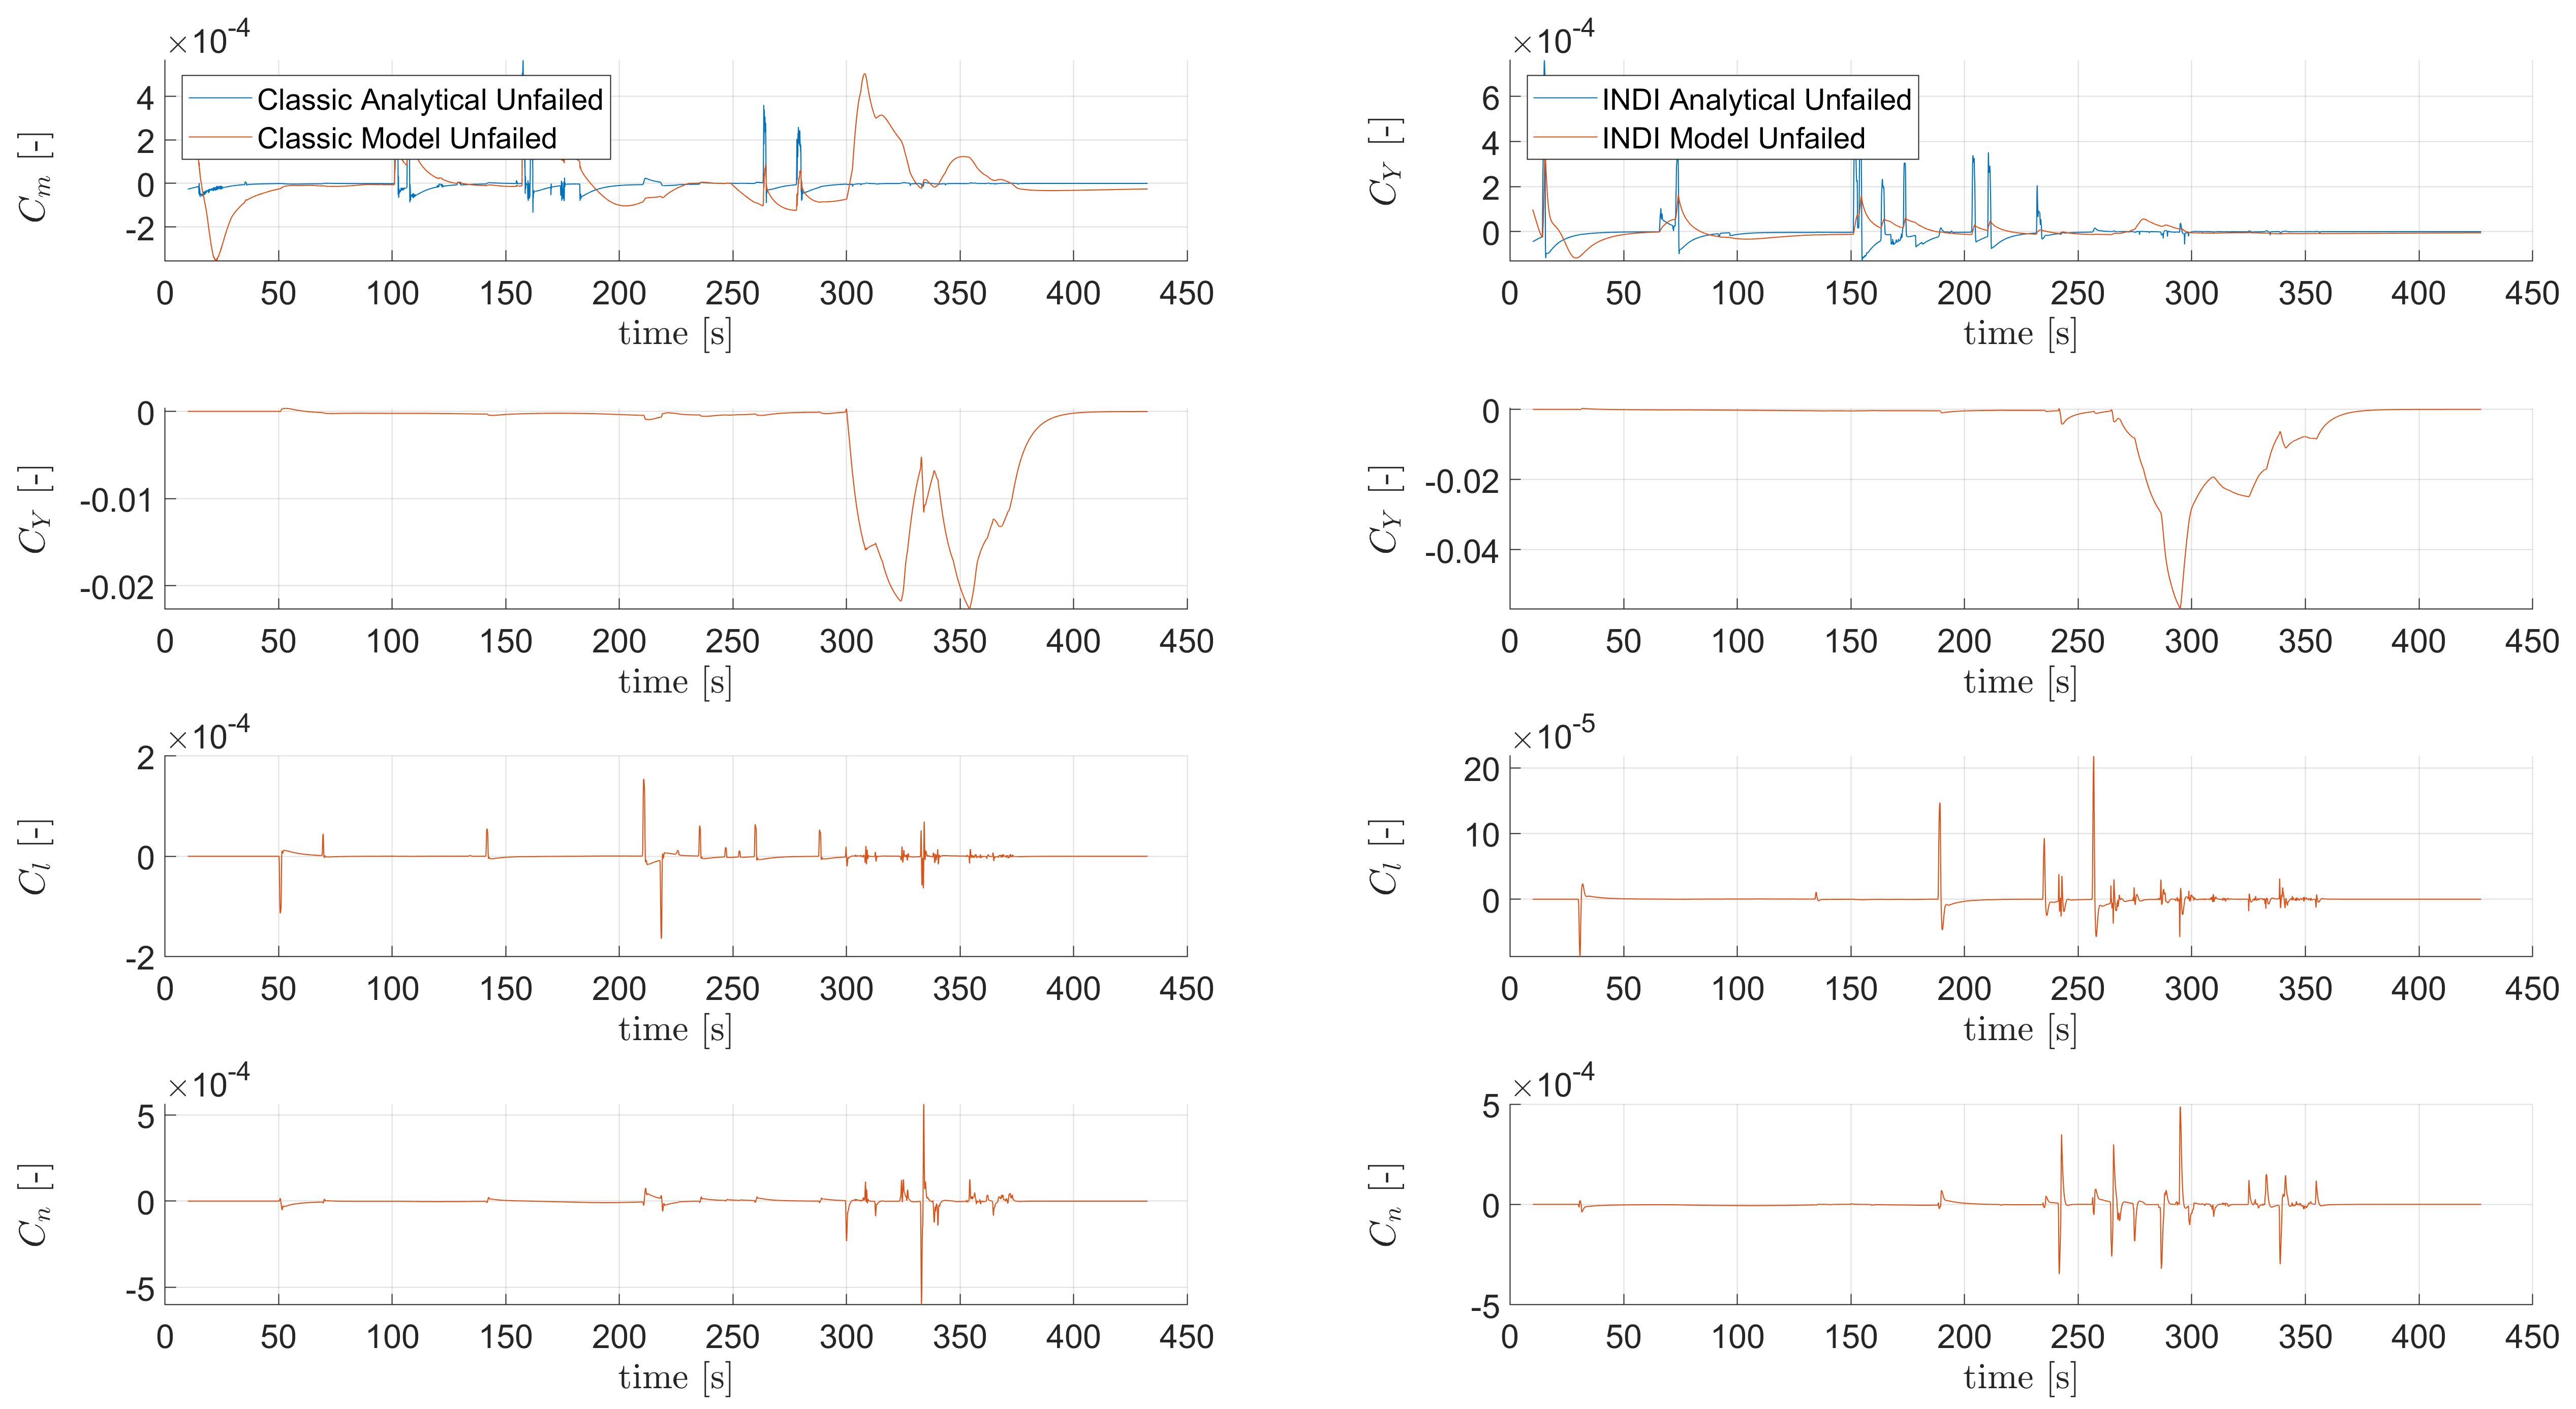 ×10⁻⁴
C_m [-]
4
2
0
-2
Classic Analytical Unfailed
Classic Model Unfailed
0 50 100 150 200 250 300 350 400 450
time [s]
×10⁻⁴
C_Y [-]
6
4
2
0
INDI Analytical Unfailed
INDI Model Unfailed
0 50 100 150 200 250 300 350 400 450
time [s]
C_Y [-]
0
-0.01
-0.02
0 50 100 150 200 250 300 350 400 450
time [s]
C_Y [-]
0
-0.02
-0.04
0 50 100 150 200 250 300 350 400 450
time [s]
×10⁻⁴
C_l [-]
2
0
-2
0 50 100 150 200 250 300 350 400 450
time [s]
×10⁻⁵
C_l [-]
20
10
0
0 50 100 150 200 250 300 350 400 450
time [s]
×10⁻⁴
C_n [-]
5
0
-5
0 50 100 150 200 250 300 350 400 450
time [s]
×10⁻⁴
C_n [-]
5
0
-5
0 50 100 150 200 250 300 350 400 450
time [s]